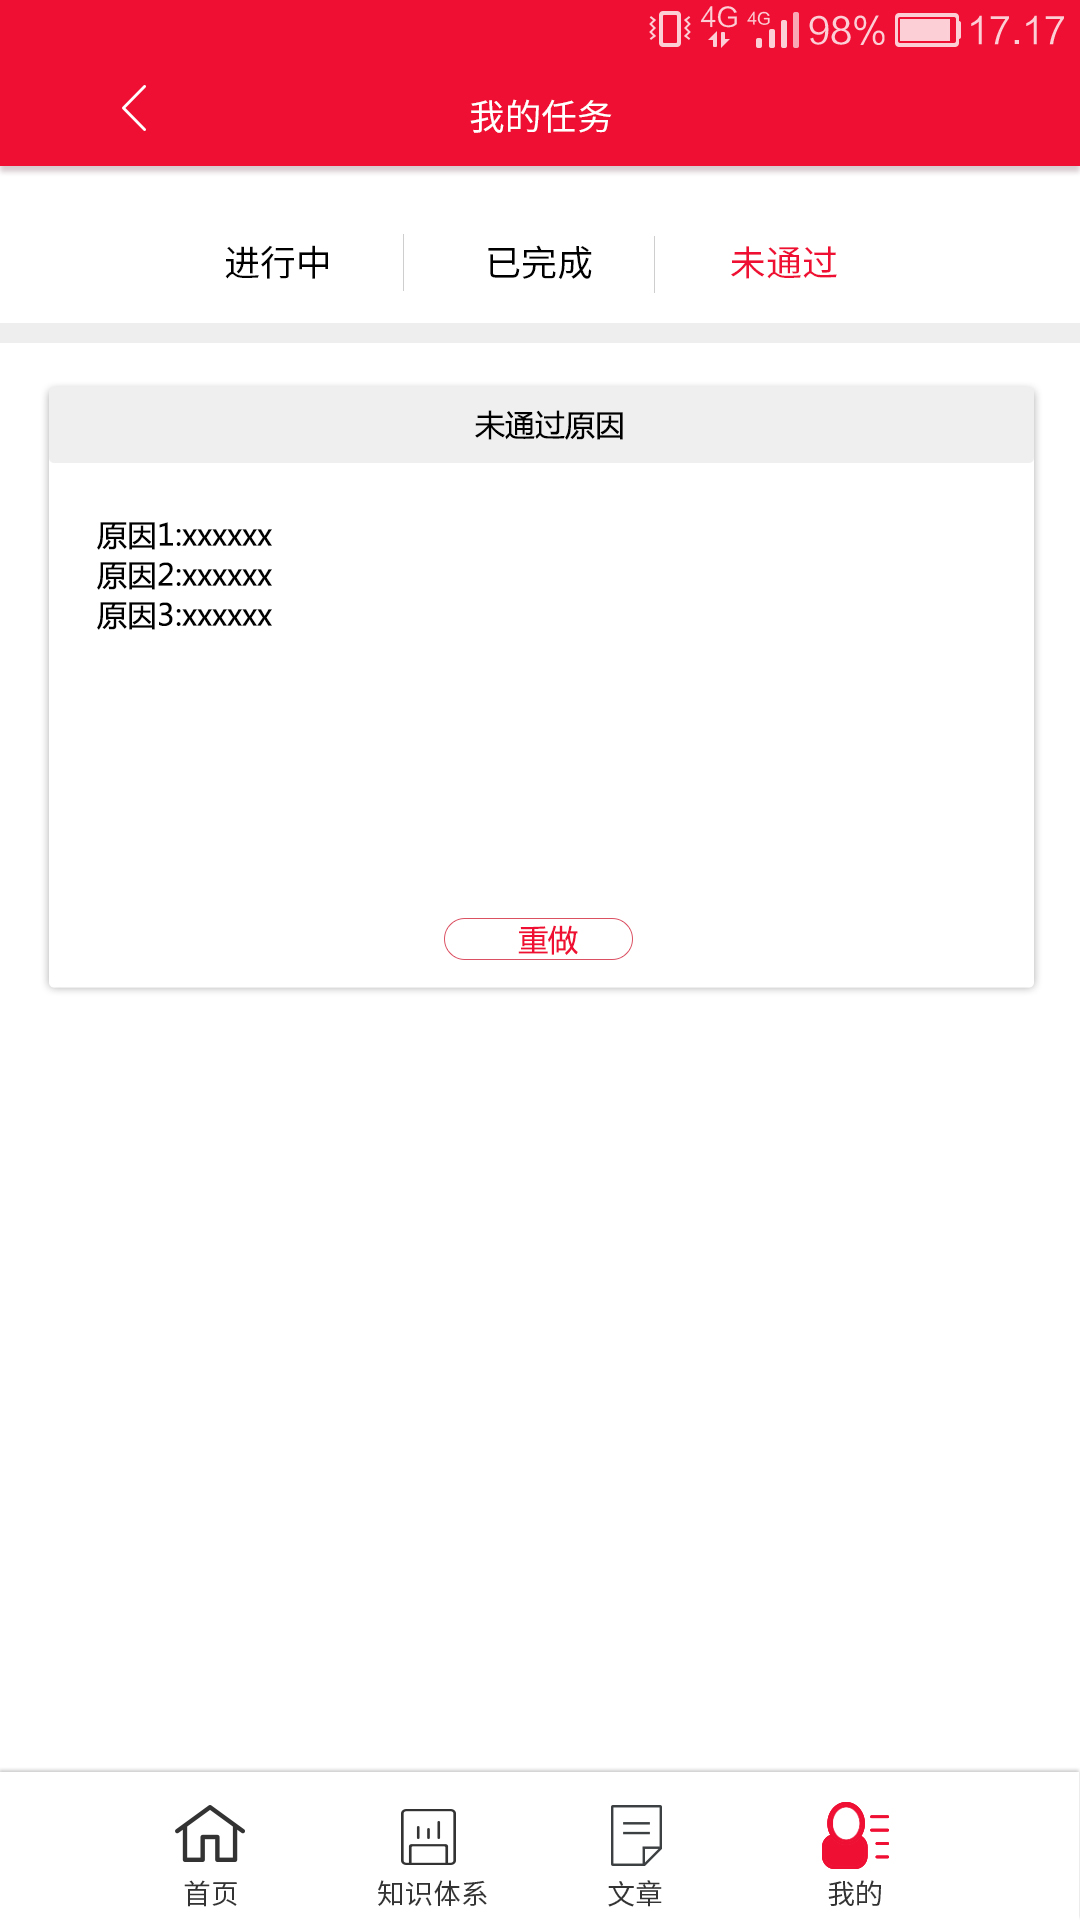 4G 4G 98% 17.17
我的任务
进行中 已完成 未通过
未通过原因
原因1:xxxxxx
原因2:xxxxxx
原因3:xxxxxx
重做
首页 知识体系 文章 我的